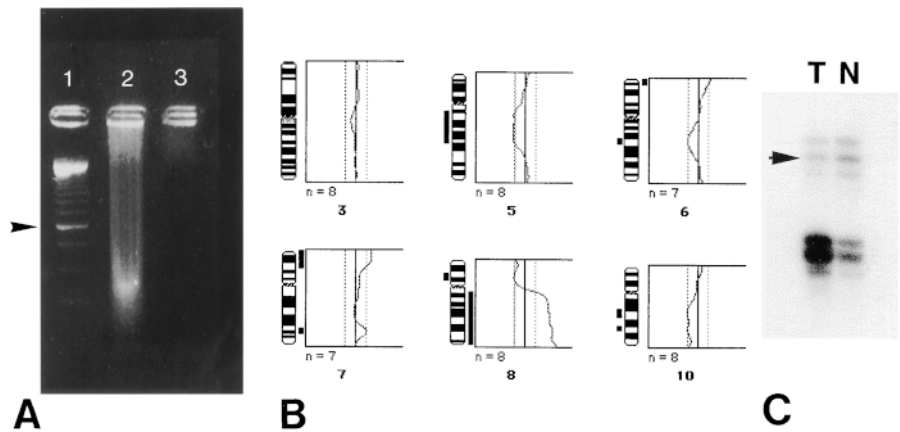 1 2 3
A
n = 8
3
n = 8
5
n = 7
6
n = 7
7
n = 8
8
n = 8
10
B
T N
C